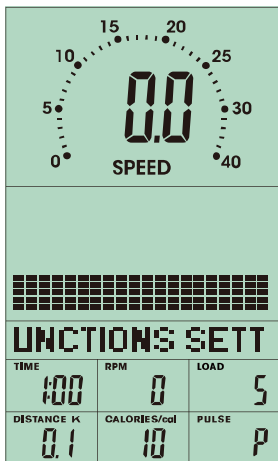 15 20
10 25
5 30
0 40
0.0
SPEED
UNCTIONS SETT
TIME RPM LOAD
1:00 0 5
DISTANCE K CALORIES/cal PULSE
0.1 10 P